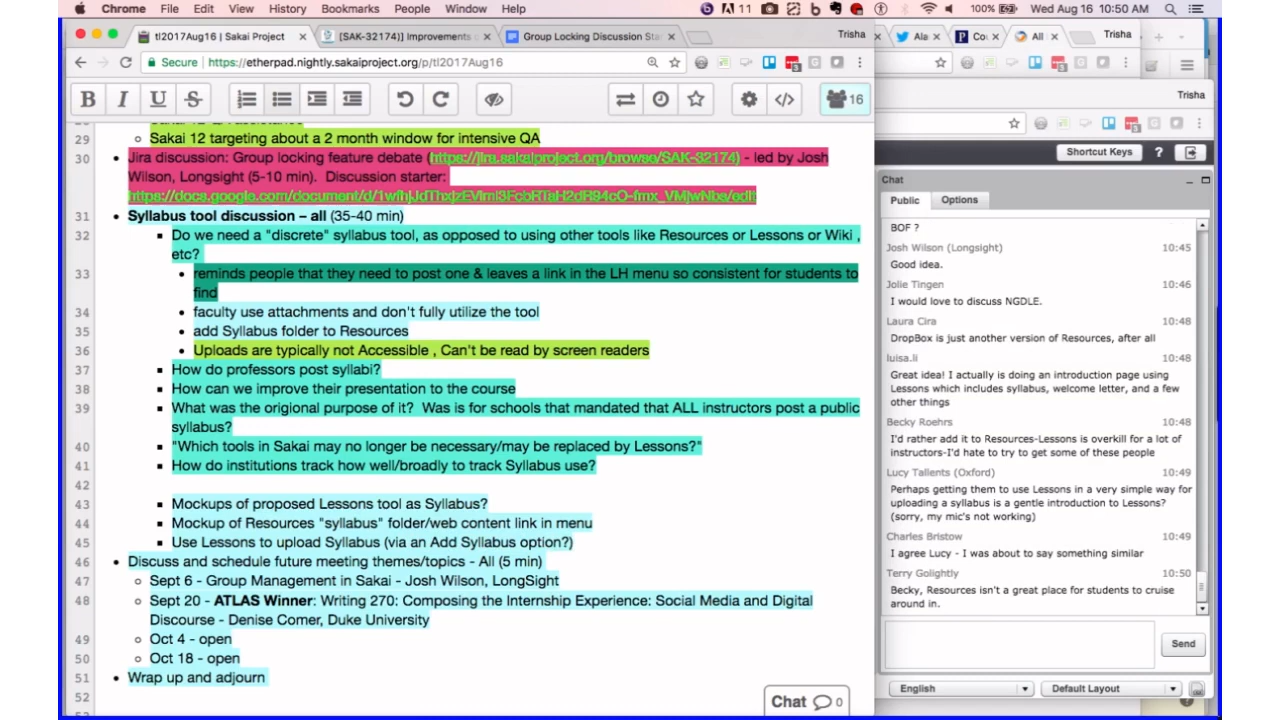 Chrome File Edit View History Bookmarks People Window Help 11 100% Wed Aug 16 10:50 AM
tl2017Aug16 | Sakai Project × [SAK-32174)] Improvements × Group Locking Discussion Sta × Trisha
Secure | https://etherpad.nightly.sakaiproject.org/p/tl2017Aug16
B I U S 16
29 Sakai 12 targeting about a 2 month window for intensive QA
30 Jira discussion: Group locking feature debate (https://jira.sakaiproject.org/browse/SAK-32174) - led by Josh
Wilson, Longsight (5-10 min). Discussion starter:
31 Syllabus tool discussion – all (35-40 min)
32 Do we need a "discrete" syllabus tool, as opposed to using other tools like Resources or Lessons or Wiki ,
etc?
33 reminds people that they need to post one & leaves a link in the LH menu so consistent for students to
find
34 faculty use attachments and don't fully utilize the tool
35 add Syllabus folder to Resources
36 Uploads are typically not Accessible , Can't be read by screen readers
37 How do professors post syllabi?
38 How can we improve their presentation to the course
39 What was the origional purpose of it? Was is for schools that mandated that ALL instructors post a public
syllabus?
40 "Which tools in Sakai may no longer be necessary/may be replaced by Lessons?"
41 How do institutions track how well/broadly to track Syllabus use?
42
43 Mockups of proposed Lessons tool as Syllabus?
44 Mockup of Resources "syllabus" folder/web content link in menu
45 Use Lessons to upload Syllabus (via an Add Syllabus option?)
46 Discuss and schedule future meeting themes/topics - All (5 min)
47 Sept 6 - Group Management in Sakai - Josh Wilson, LongSight
48 Sept 20 - ATLAS Winner: Writing 270: Composing the Internship Experience: Social Media and Digital
Discourse - Denise Comer, Duke University
49 Oct 4 - open
50 Oct 18 - open
51 Wrap up and adjourn
52
Chat 0
Ala × Co × All Trisha
Trisha
Shortcut Keys ?
Chat
Public Options
BOF ?
Josh Wilson (Longsight) 10:45
Good idea.
Jolie Tingen 10:46
I would love to discuss NGDLE.
Laura Cira 10:48
DropBox is just another version of Resources, after all
luisa.li 10:48
Great idea! I actually is doing an introduction page using
Lessons which includes syllabus, welcome letter, and a few
other things
Becky Roehrs 10:48
I'd rather add it to Resources-Lessons is overkill for a lot of
instructors-I'd hate to try to get some of these people
Lucy Tallents (Oxford) 10:49
Perhaps getting them to use Lessons in a very simple way for
uploading a syllabus is a gentle introduction to Lessons?
(sorry, my mic's not working)
Charles Bristow 10:49
I agree Lucy - I was about to say something similar
Terry Golightly 10:50
Becky, Resources isn't a great place for students to cruise
around in.
Send
English Default Layout